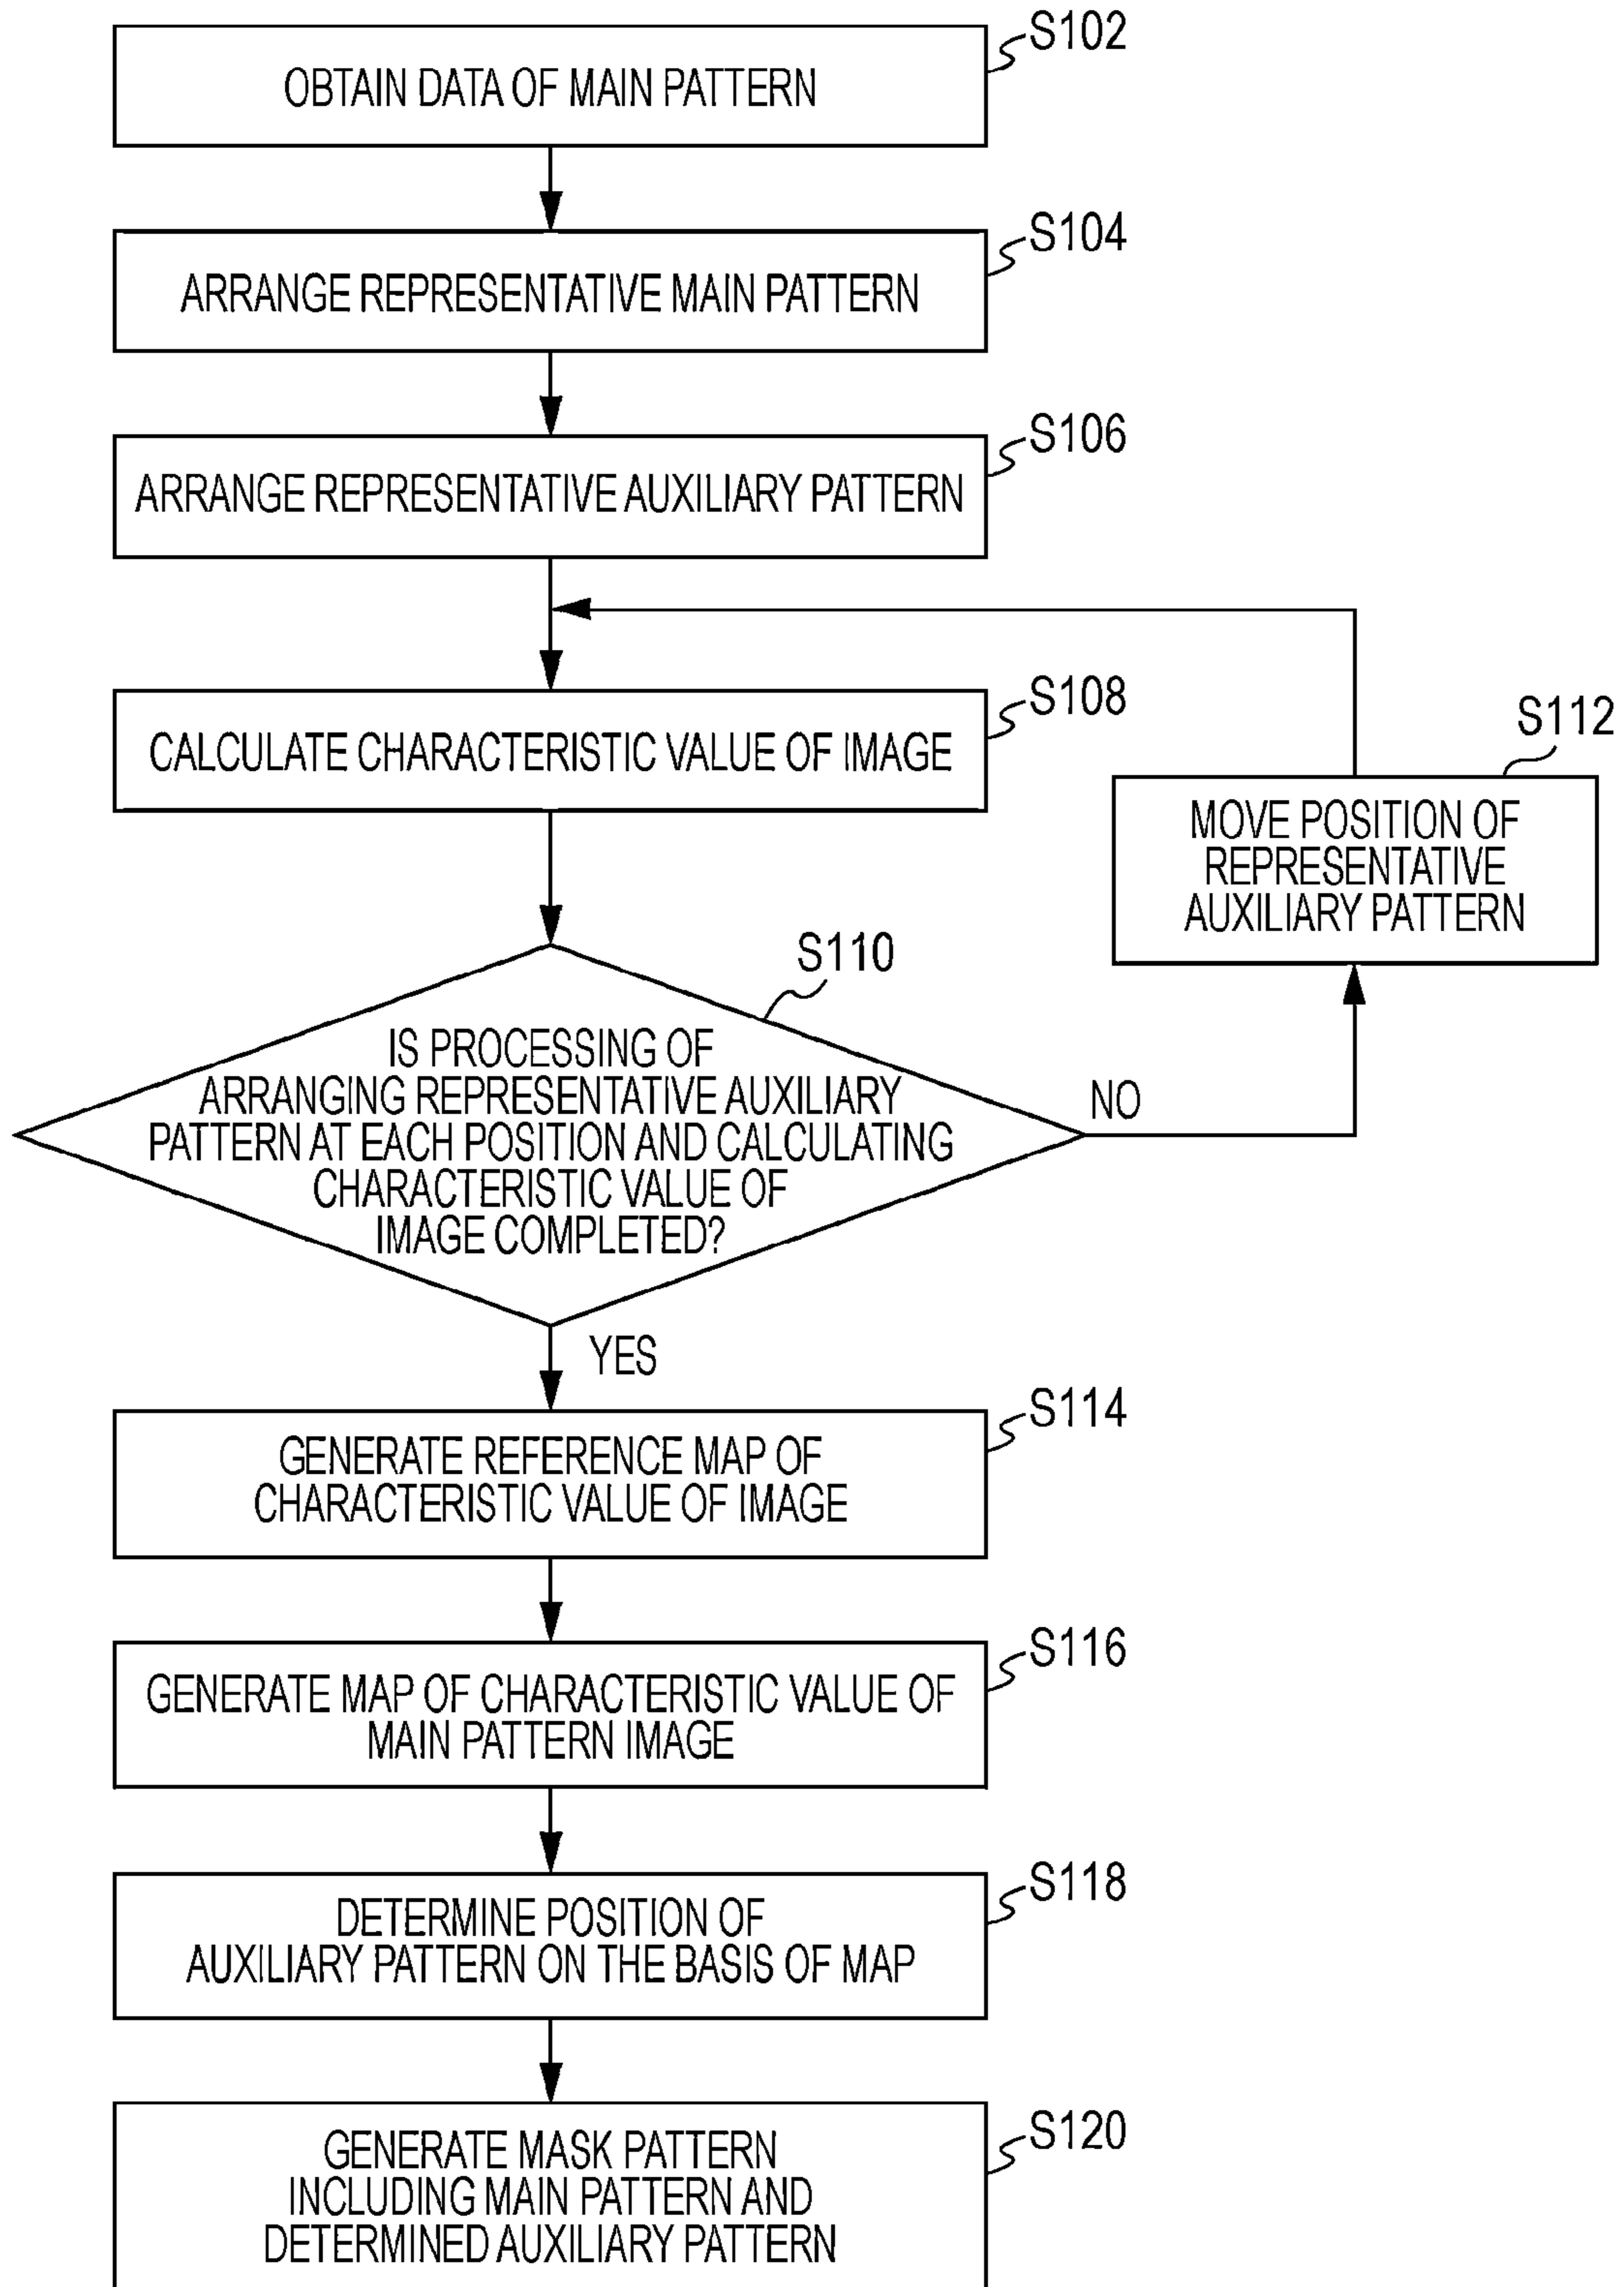 S102
OBTAIN DATA OF MAIN PATTERN
S104
ARRANGE REPRESENTATIVE MAIN PATTERN
S106
ARRANGE REPRESENTATIVE AUXILIARY PATTERN
S108
CALCULATE CHARACTERISTIC VALUE OF IMAGE
S112
MOVE POSITION OF
REPRESENTATIVE
AUXILIARY PATTERN
S110
IS PROCESSING OF
ARRANGING REPRESENTATIVE AUXILIARY
PATTERN AT EACH POSITION AND CALCULATING
CHARACTERISTIC VALUE OF
IMAGE COMPLETED?
NO
YES
S114
GENERATE REFERENCE MAP OF
CHARACTERISTIC VALUE OF IMAGE
S116
GENERATE MAP OF CHARACTERISTIC VALUE OF
MAIN PATTERN IMAGE
S118
DETERMINE POSITION OF
AUXILIARY PATTERN ON THE BASIS OF MAP
S120
GENERATE MASK PATTERN
INCLUDING MAIN PATTERN AND
DETERMINED AUXILIARY PATTERN